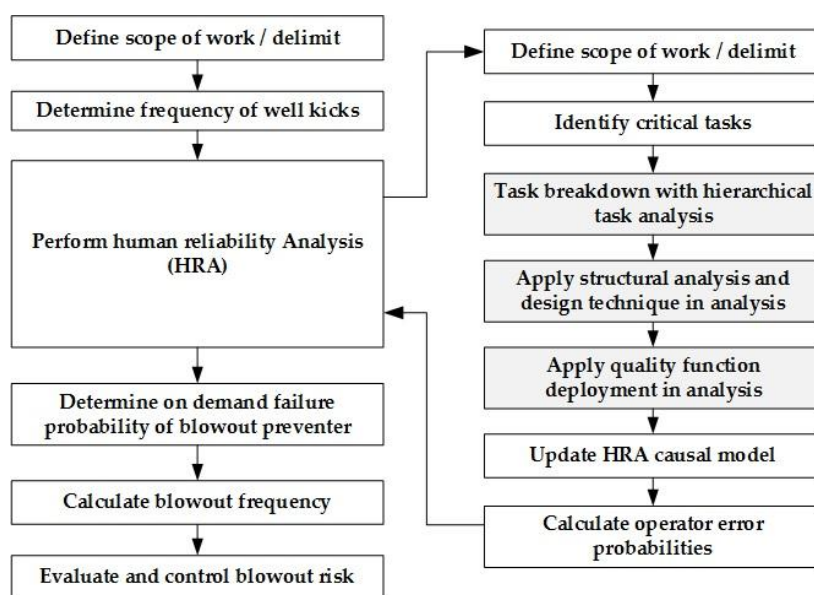 Define scope of work / delimit
Determine frequency of well kicks
Perform human reliability Analysis
(HRA)
Determine on demand failure
probability of blowout preventer
Calculate blowout frequency
Evaluate and control blowout risk
Define scope of work / delimit
Identify critical tasks
Task breakdown with hierarchical
task analysis
Apply structural analysis and
design technique in analysis
Apply quality function
deployment in analysis
Update HRA causal model
Calculate operator error
probabilities